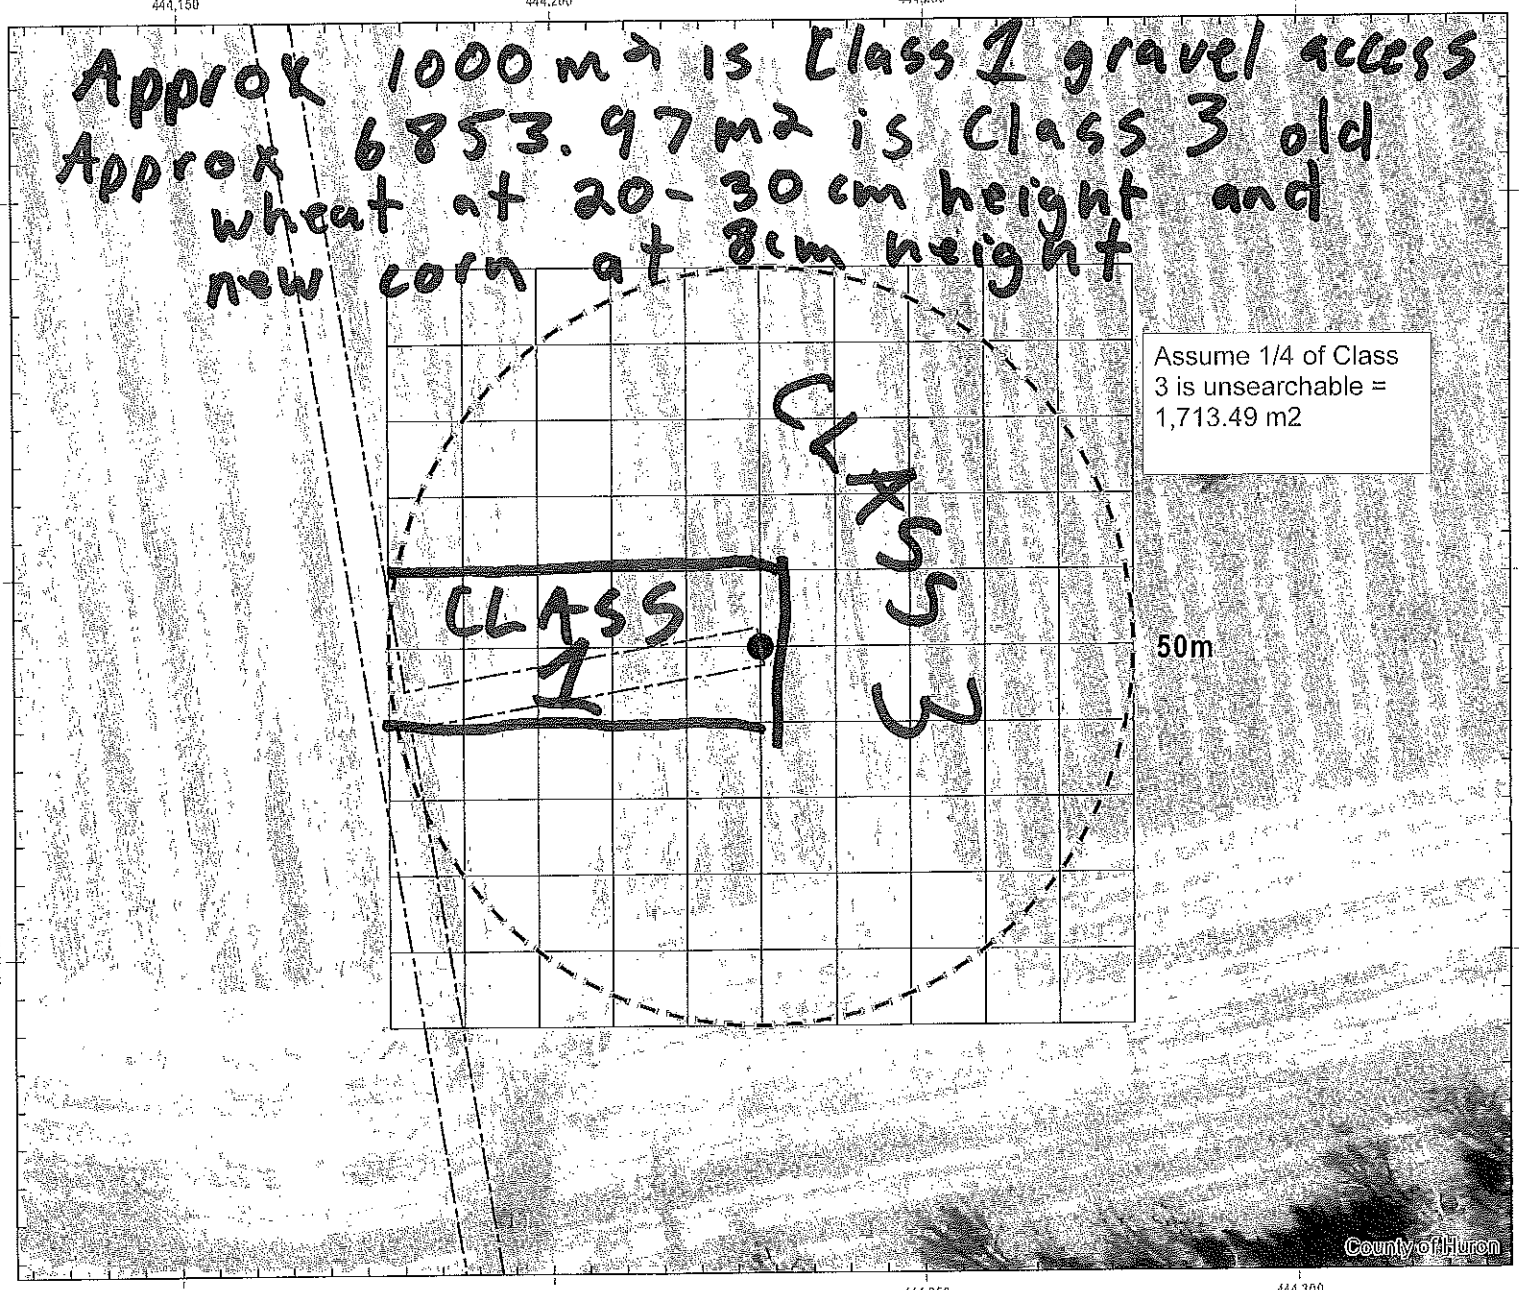 444,150
444,200
Approx 1000 m² is Class 1 gravel access
Approx 6853.97 m² is Class 3 old
wheat at 20-30 cm height and
new corn at 8cm height
Assume 1/4 of Class
3 is unsearchable =
1,713.49 m2
CLASS 3
CLASS
1
50m
County of Huron
444,300